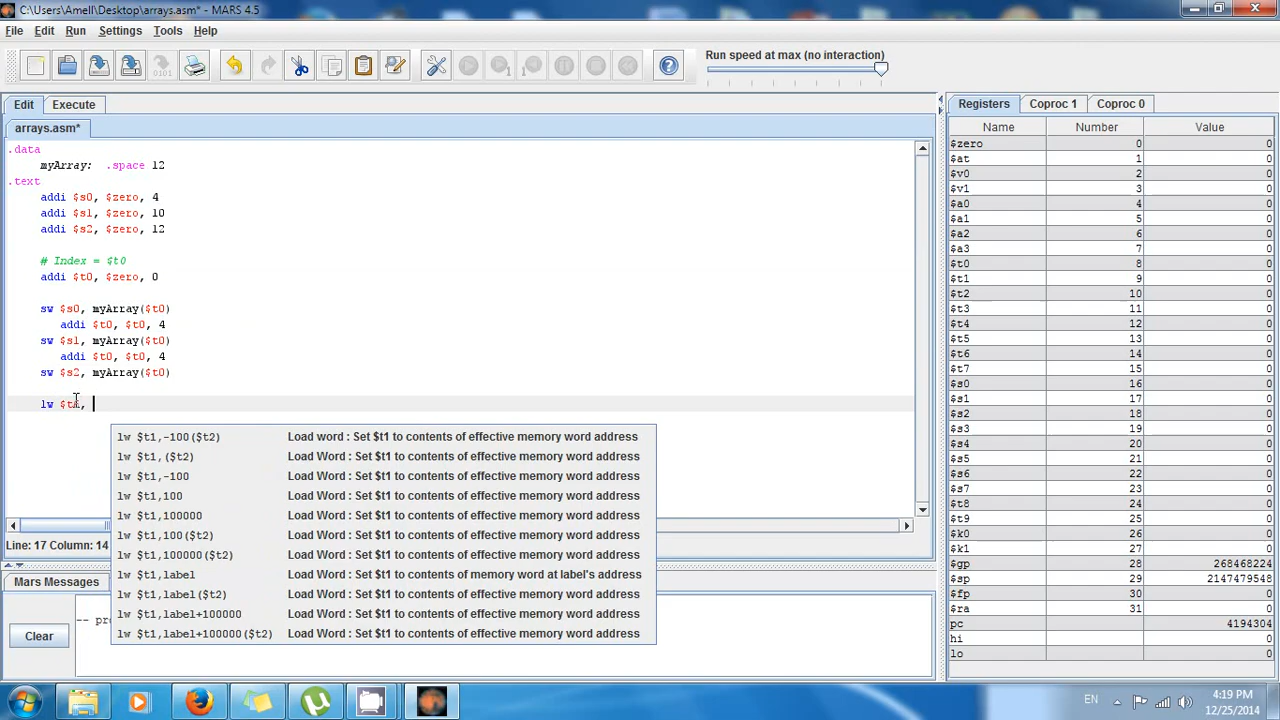 C:\Users\Amell\Desktop\arrays.asm* - MARS 4.5
File Edit Run Settings Tools Help
Run speed at max (no interaction)
Edit Execute
arrays.asm*
.data
myArray: .space 12
.text
addi $s0, $zero, 4
addi $s1, $zero, 10
addi $s2, $zero, 12
# Index = $t0
addi $t0, $zero, 0
sw $s0, myArray($t0)
addi $t0, $t0, 4
sw $s1, myArray($t0)
addi $t0, $t0, 4
sw $s2, myArray($t0)
lw
lw $t1,-100($t2) Load word : Set $t1 to contents of effective memory word address
lw $t1,($t2) Load Word : Set $t1 to contents of effective memory word address
lw $t1,-100 Load Word : Set $t1 to contents of effective memory word address
lw $t1,100 Load Word : Set $t1 to contents of effective memory word address
lw $t1,100000 Load Word : Set $t1 to contents of effective memory word address
lw $t1,100($t2) Load Word : Set $t1 to contents of effective memory word address
lw $t1,100000($t2) Load Word : Set $t1 to contents of effective memory word address
lw $t1,label Load Word : Set $t1 to contents of memory word at label's address
lw $t1,label($t2) Load Word : Set $t1 to contents of effective memory word address
lw $t1,label+100000 Load Word : Set $t1 to contents of effective memory word address
lw $t1,label+100000($t2) Load Word : Set $t1 to contents of effective memory word address
Line: 17 Column: 14
Mars Messages
Clear
Registers Coproc 1 Coproc 0
Name Number Value
$zero 0 0
$at 1 0
$v0 2 0
$v1 3 0
$a0 4 0
$a1 5 0
$a2 6 0
$a3 7 0
$t0 8 0
$t1 9 0
$t2 10 0
$t3 11 0
$t4 12 0
$t5 13 0
$t6 14 0
$t7 15 0
$s0 16 0
$s1 17 0
$s2 18 0
$s3 19 0
$s4 20 0
$s5 21 0
$s6 22 0
$s7 23 0
$t8 24 0
$t9 25 0
$k0 26 0
$k1 27 0
$gp 28 268468224
$sp 29 2147479548
$fp 30 0
$ra 31 0
pc 4194304
hi 0
lo 0
EN
4:19 PM
12/25/2014